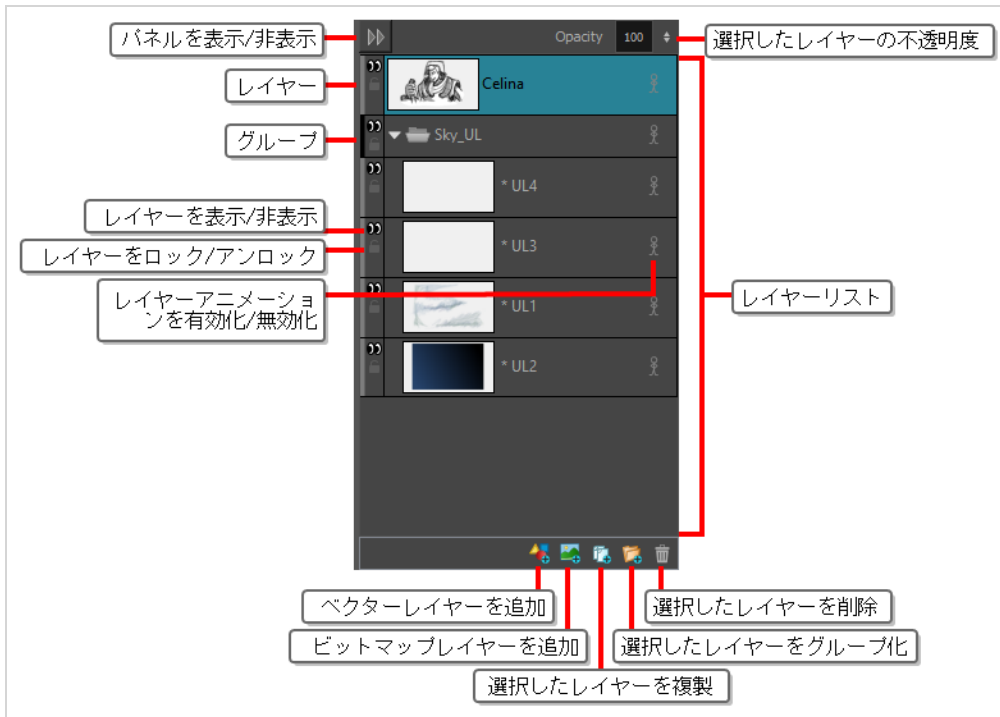 パネルを表示/非表示
Opacity 100
選択したレイヤーの不透明度
レイヤー
Celina
グループ
Sky_UL
* UL4
レイヤーを表示/非表示
レイヤーをロック/アンロック
* UL3
レイヤーアニメーショ
ンを有効化/無効化
レイヤーリスト
* UL1
* UL2
ベクターレイヤーを追加
選択したレイヤーを削除
ビットマップレイヤーを追加
選択したレイヤーをグループ化
選択したレイヤーを複製